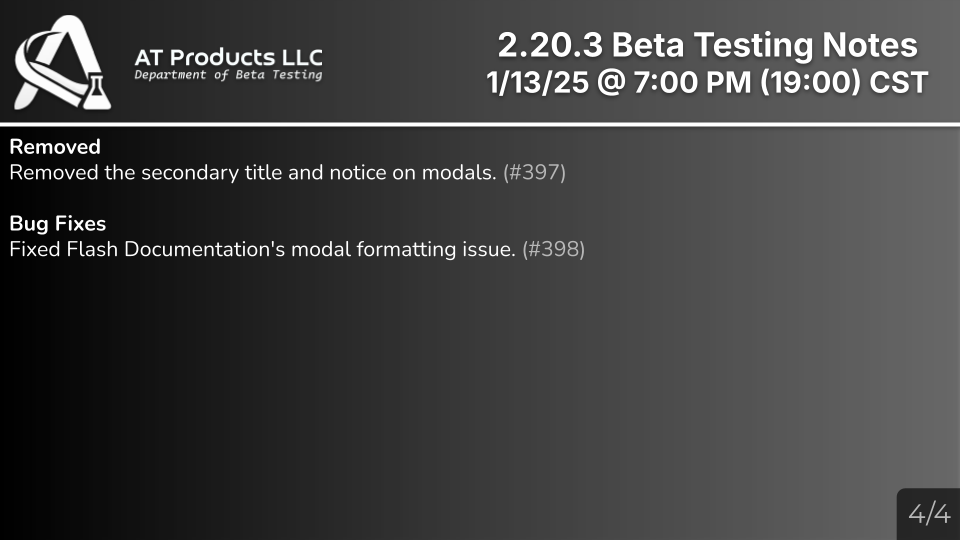 AT Products LLC
Department of Beta Testing
2.20.3 Beta Testing Notes
1/13/25 @ 7:00 PM (19:00) CST
Removed
Removed the secondary title and notice on modals. (#397)
Bug Fixes
Fixed Flash Documentation's modal formatting issue. (#398)
4/4